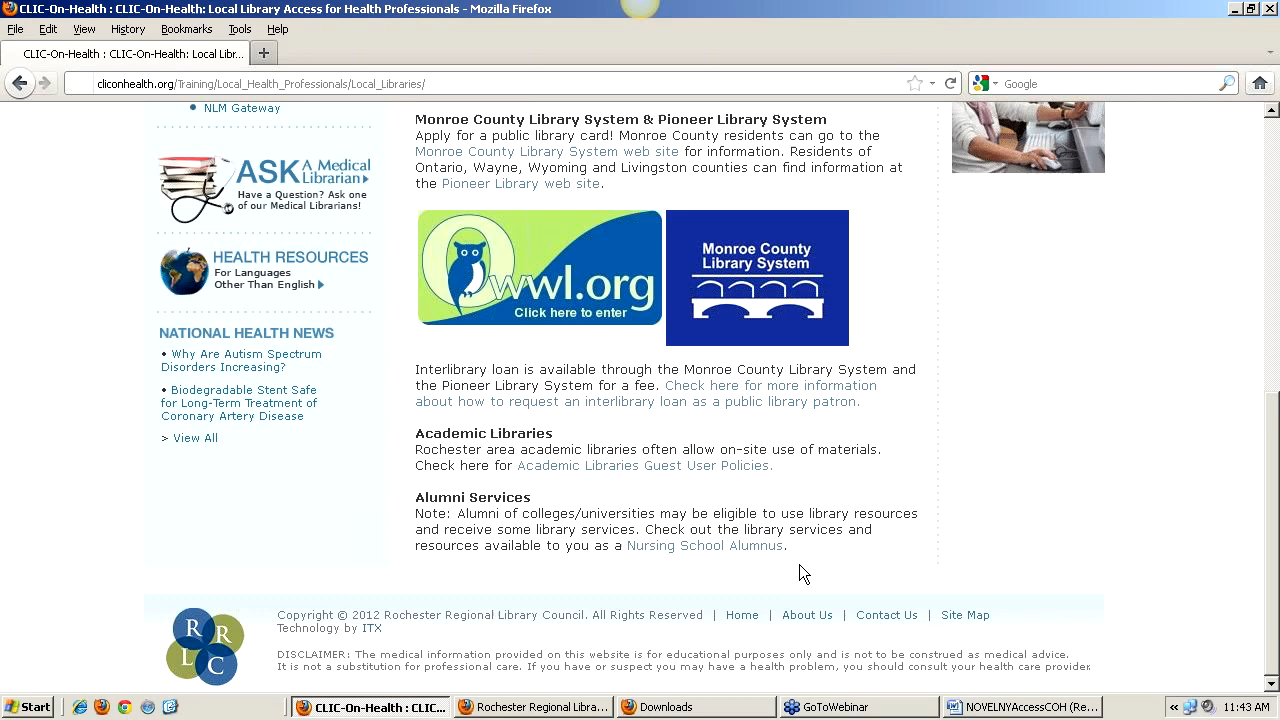 CLIC-On-Health : CLIC-On-Health: Local Library Access for Health Professionals - Mozilla Firefox
File Edit View History Bookmarks Tools Help
CLIC-On-Health : CLIC-On-Health: Local Libr...
cliconhealth.org/Training/Local_Health_Professionals/Local_Libraries/
Google
NLM Gateway
ASK A Medical Librarian
Have a Question? Ask one
of our Medical Librarians!
HEALTH RESOURCES
For Languages
Other Than English
NATIONAL HEALTH NEWS
• Why Are Autism Spectrum
Disorders Increasing?
• Biodegradable Stent Safe
for Long-Term Treatment of
Coronary Artery Disease
> View All
Monroe County Library System & Pioneer Library System
Apply for a public library card! Monroe County residents can go to the
Monroe County Library System web site for information. Residents of
Ontario, Wayne, Wyoming and Livingston counties can find information at
the Pioneer Library web site.
Owwl.org
Click here to enter
Monroe County
Library System
Interlibrary loan is available through the Monroe County Library System and
the Pioneer Library System for a fee. Check here for more information
about how to request an interlibrary loan as a public library patron.
Academic Libraries
Rochester area academic libraries often allow on-site use of materials.
Check here for Academic Libraries Guest User Policies.
Alumni Services
Note: Alumni of colleges/universities may be eligible to use library resources
and receive some library services. Check out the library services and
resources available to you as a Nursing School Alumnus.
R R L C
Copyright © 2012 Rochester Regional Library Council. All Rights Reserved | Home | About Us | Contact Us | Site Map
Technology by ITX
DISCLAIMER: The medical information provided on this website is for educational purposes only and is not to be construed as medical advice.
It is not a substitution for professional care. If you have or suspect you may have a health problem, you should consult your health care provider.
Start
CLIC-On-Health : CLIC...
Rochester Regional Libra...
Downloads
GoToWebinar
NOVELNYAccessCOH (Re...
« 11:43 AM